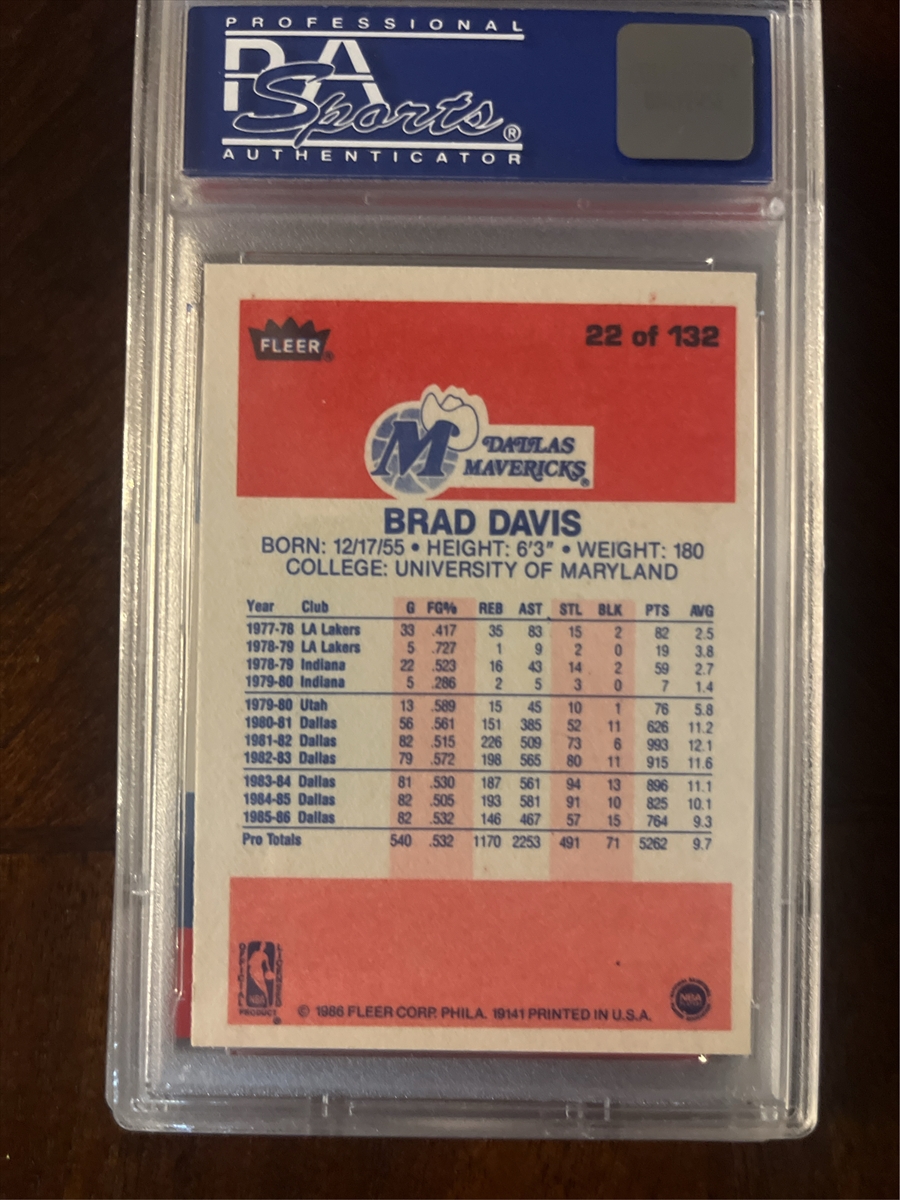 PROFESSIONAL
PSA
Sports®
AUTHENTICATOR
FLEER®
22 of 132
M
DALLAS
MAVERICKS®
BRAD DAVIS
BORN: 12/17/55 • HEIGHT: 6'3" • WEIGHT: 180
COLLEGE: UNIVERSITY OF MARYLAND
Year Club G FG% REB AST STL BLK PTS AVG
1977-78 LA Lakers 33 .417 35 83 15 2 82 2.5
1978-79 LA Lakers 5 .727 1 9 2 0 19 3.8
1978-79 Indiana 22 .523 16 43 14 2 59 2.7
1979-80 Indiana 5 .286 2 5 3 0 7 1.4
1979-80 Utah 13 .589 15 45 10 1 76 5.8
1980-81 Dallas 56 .561 151 385 52 11 626 11.2
1981-82 Dallas 82 .515 226 509 73 6 993 12.1
1982-83 Dallas 79 .572 198 565 80 11 915 11.6
1983-84 Dallas 81 .530 187 561 94 13 896 11.1
1984-85 Dallas 82 .505 193 581 91 10 825 10.1
1985-86 Dallas 82 .532 146 467 57 15 764 9.3
Pro Totals 540 .532 1170 2253 491 71 5262 9.7
OFFICIAL LICENSED
NBA
PRODUCT
© 1986 FLEER CORP. PHILA. 19141 PRINTED IN U.S.A.
NBA